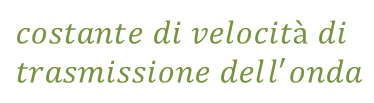 costante di velocità di
trasmissione dell'onda